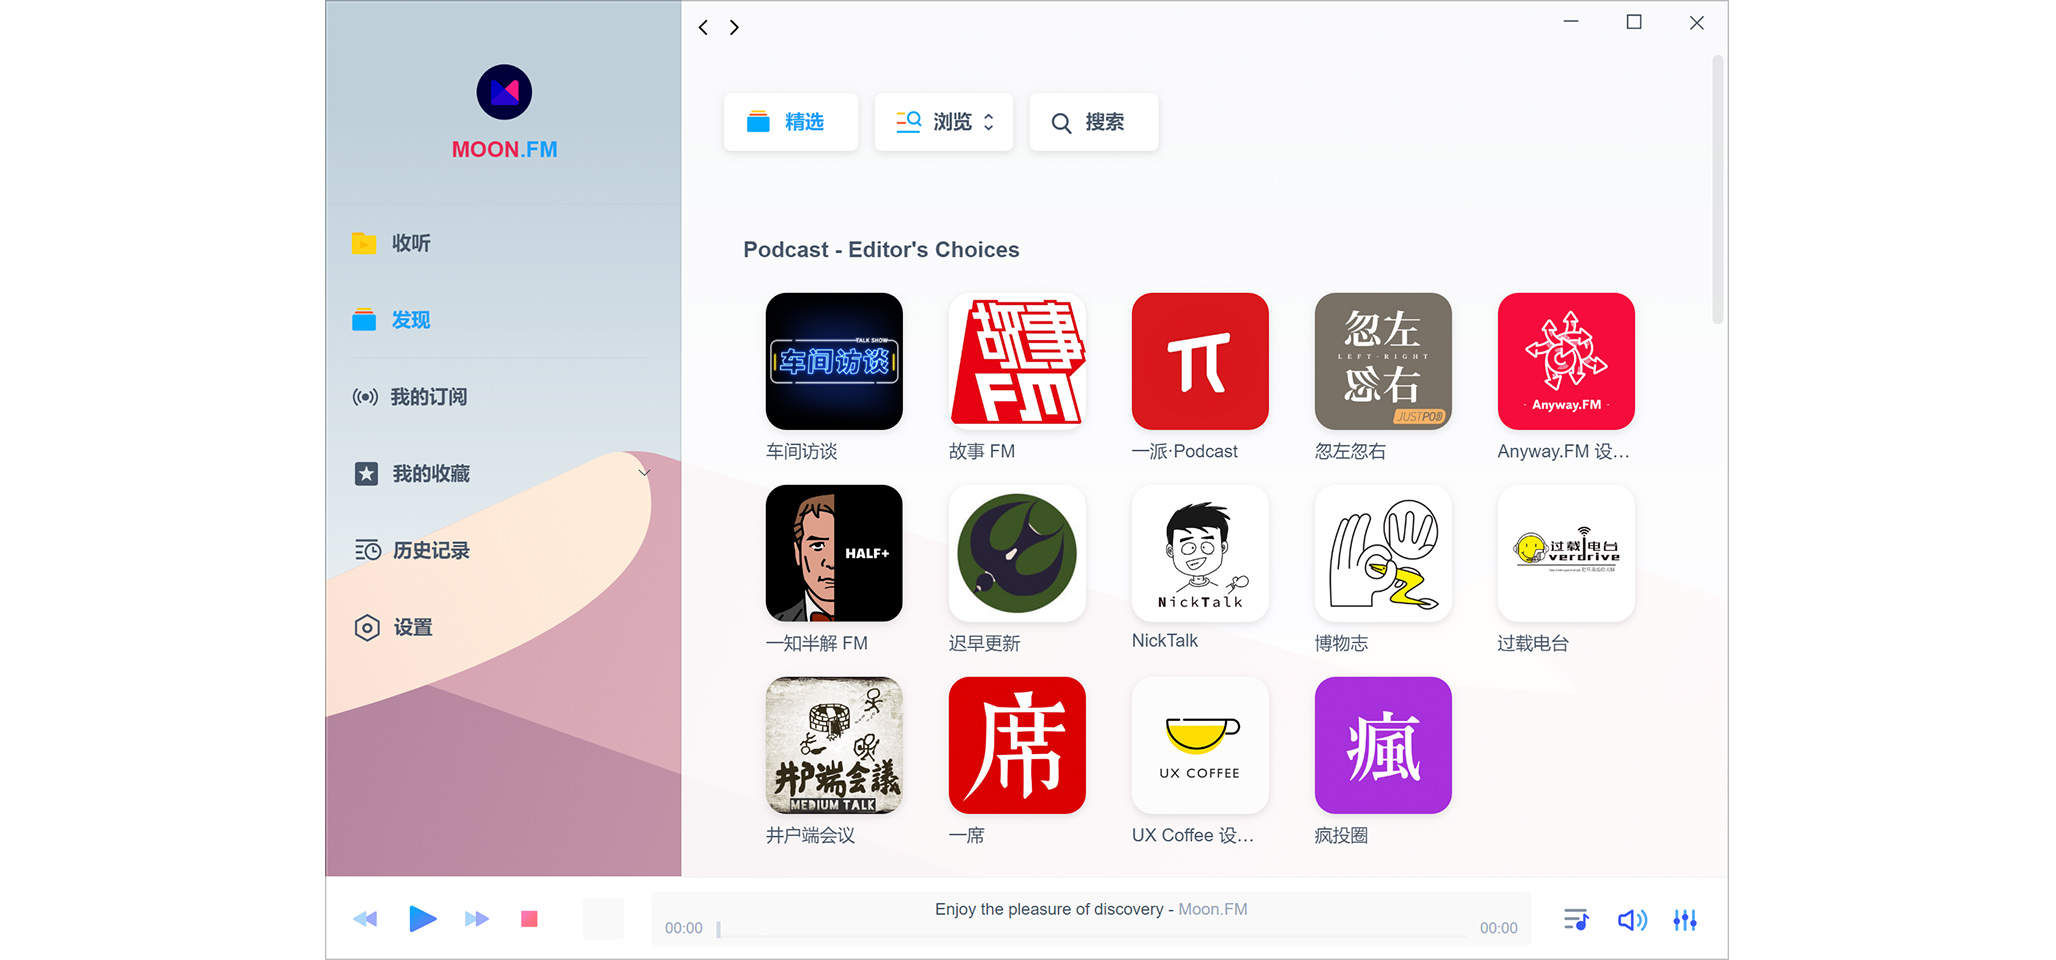 MOON.FM
收听
发现
我的订阅
我的收藏
历史记录
设置
精选
浏览
搜索
Podcast - Editor's Choices
TALK SHOW
车间访谈
故事
FM
忽左
LEFT·RIGHT
忽右
JUSTPOD
· Anyway.FM ·
车间访谈
故事 FM
一派·Podcast
忽左忽右
Anyway.FM 设...
HALF+
NickTalk
过载电台
verdrive
一知半解 FM
迟早更新
NickTalk
博物志
过载电台
井戸端会議
MEDIUM TALK
席
UX COFFEE
瘋
井户端会议
一席
UX Coffee 设...
疯投圈
Enjoy the pleasure of discovery - Moon.FM
00:00
00:00